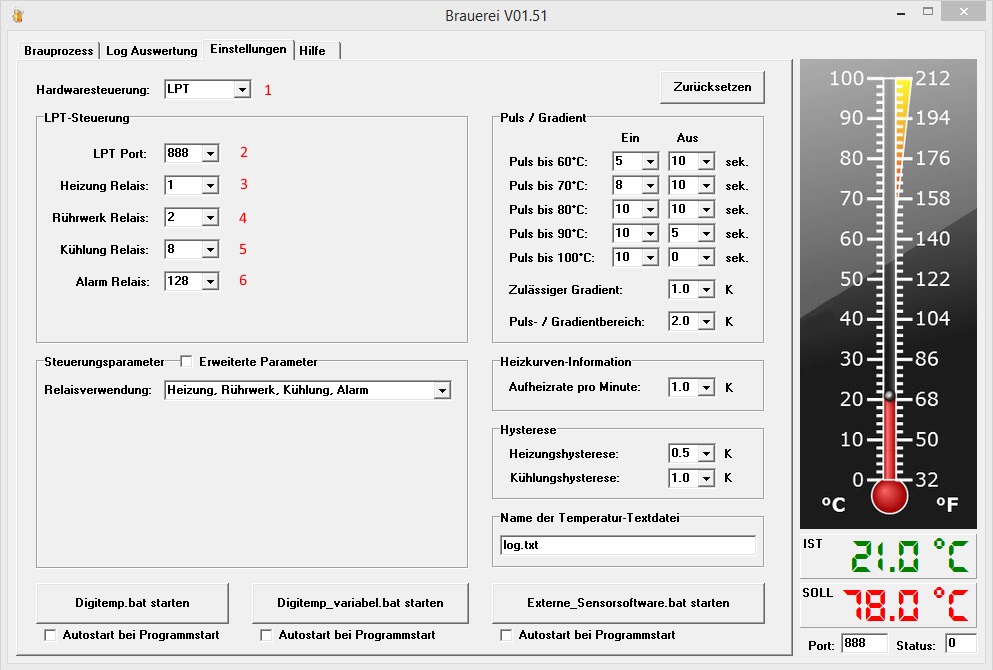 Brauerei V01.51
Brauprozess Log Auswertung Einstellungen Hilfe
Hardwaresteuerung: LPT 1
Zurücksetzen
LPT-Steuerung
LPT Port: 888 2
Heizung Relais: 1 3
Rührwerk Relais: 2 4
Kühlung Relais: 8 5
Alarm Relais: 128 6
Puls / Gradient
Ein Aus
Puls bis 60°C: 5 10 sek.
Puls bis 70°C: 8 10 sek.
Puls bis 80°C: 10 10 sek.
Puls bis 90°C: 10 5 sek.
Puls bis 100°C: 10 0 sek.
Zulässiger Gradient: 1.0 K
Puls- / Gradientbereich: 2.0 K
Steuerungsparameter Erweiterte Parameter
Relaisverwendung: Heizung, Rührwerk, Kühlung, Alarm
Heizkurven-Information
Aufheizrate pro Minute: 1.0 K
Hysterese
Heizungshysterese: 0.5 K
Kühlungshysterese: 1.0 K
Name der Temperatur-Textdatei
log.txt
Digitemp.bat starten
Autostart bei Programmstart
Digitemp_variabel.bat starten
Autostart bei Programmstart
Externe_Sensorsoftware.bat starten
Autostart bei Programmstart
100 212
90 194
80 176
70 158
60 140
50 122
40 104
30 86
20 68
10 50
0 32
°C °F
IST 21.0 °C
SOLL 78.0 °C
Port: 888 Status: 0